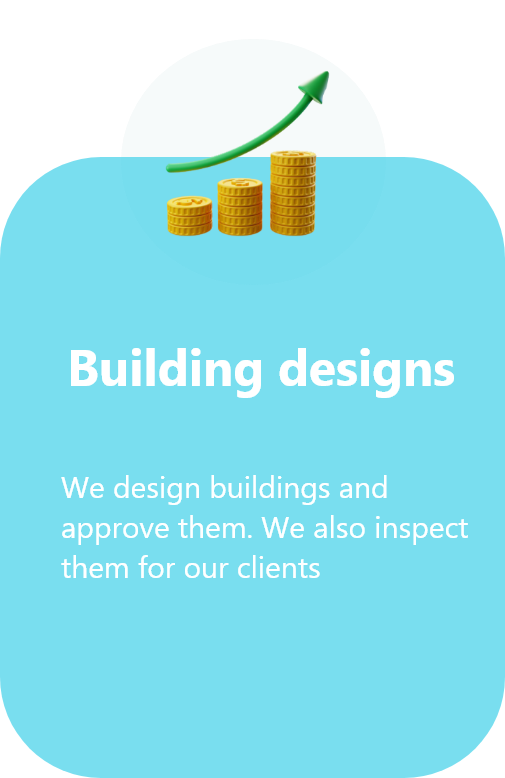 Building designs
We design buildings and
approve them. We also inspect
them for our clients